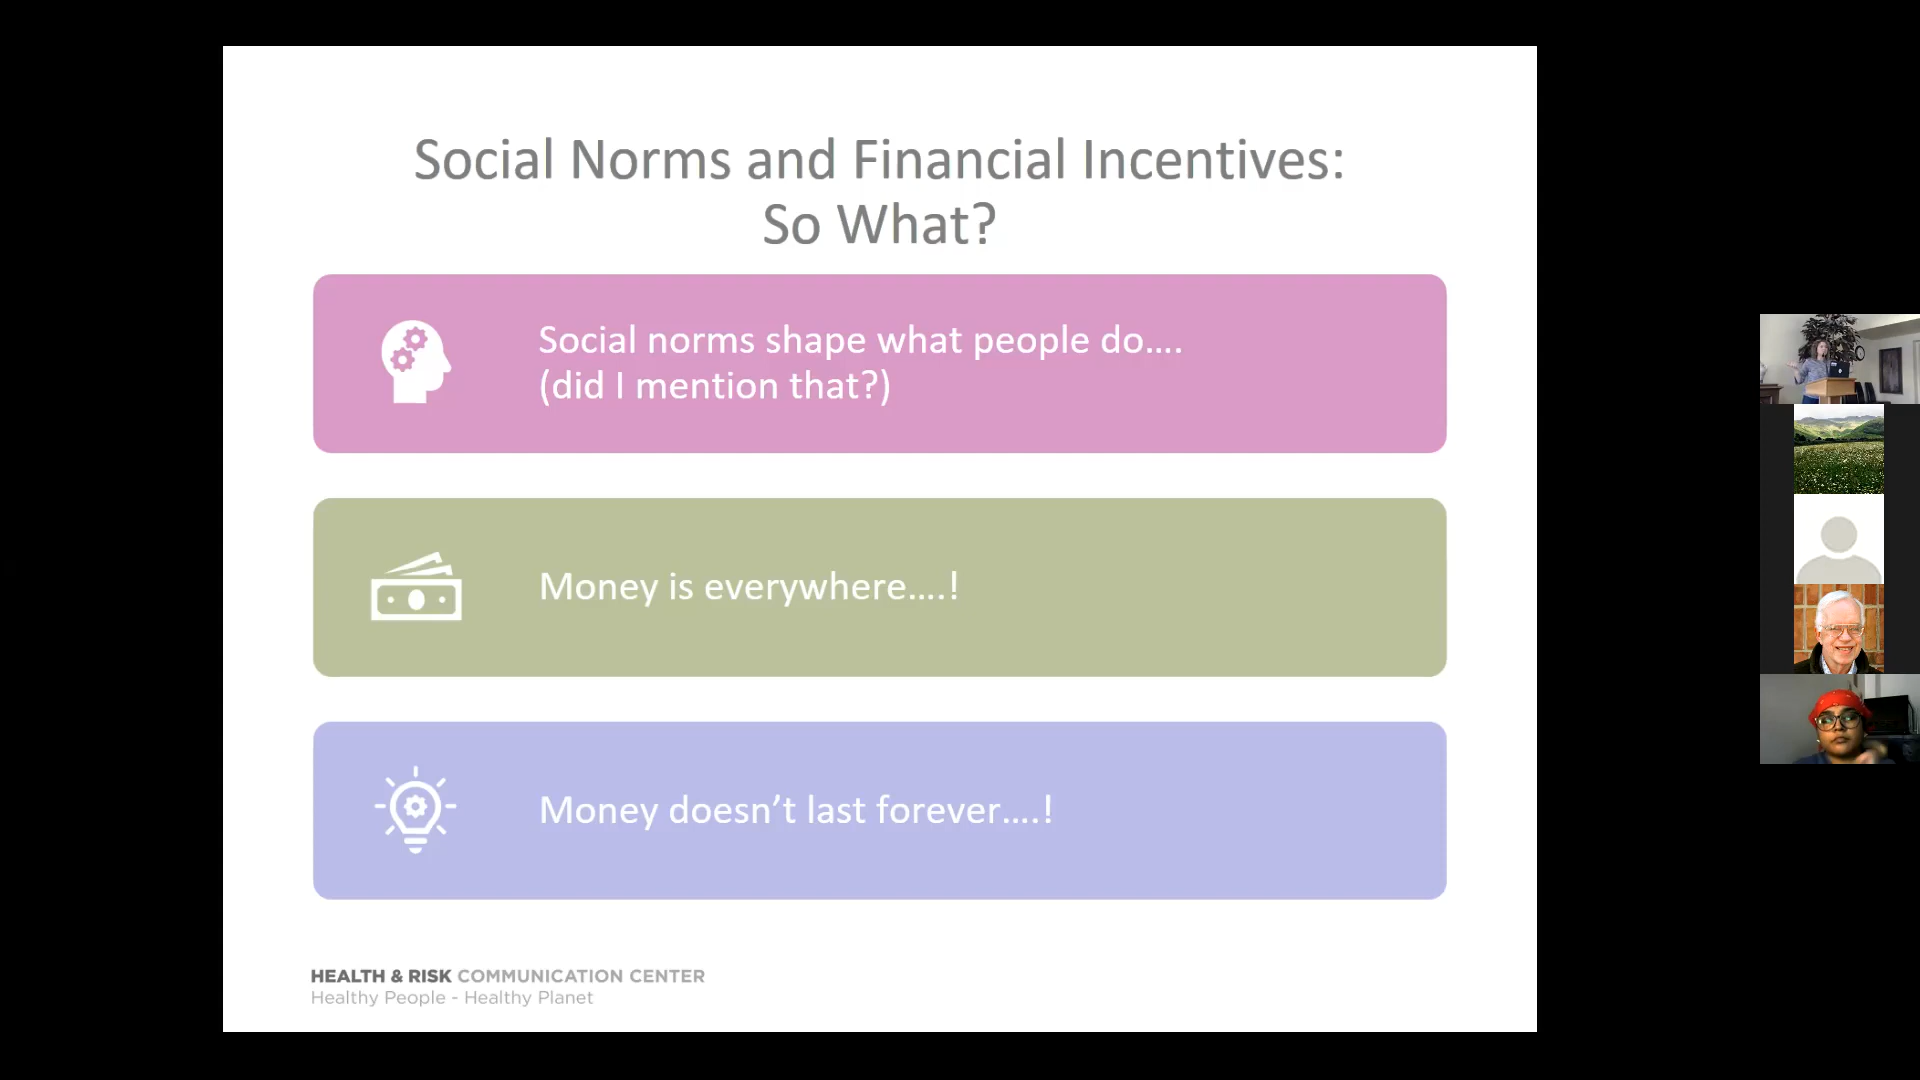 Social Norms and Financial Incentives:
So What?
Social norms shape what people do....
(did I mention that?)
Money is everywhere....!
Money doesn’t last forever....!
HEALTH & RISK COMMUNICATION CENTER
Healthy People - Healthy Planet